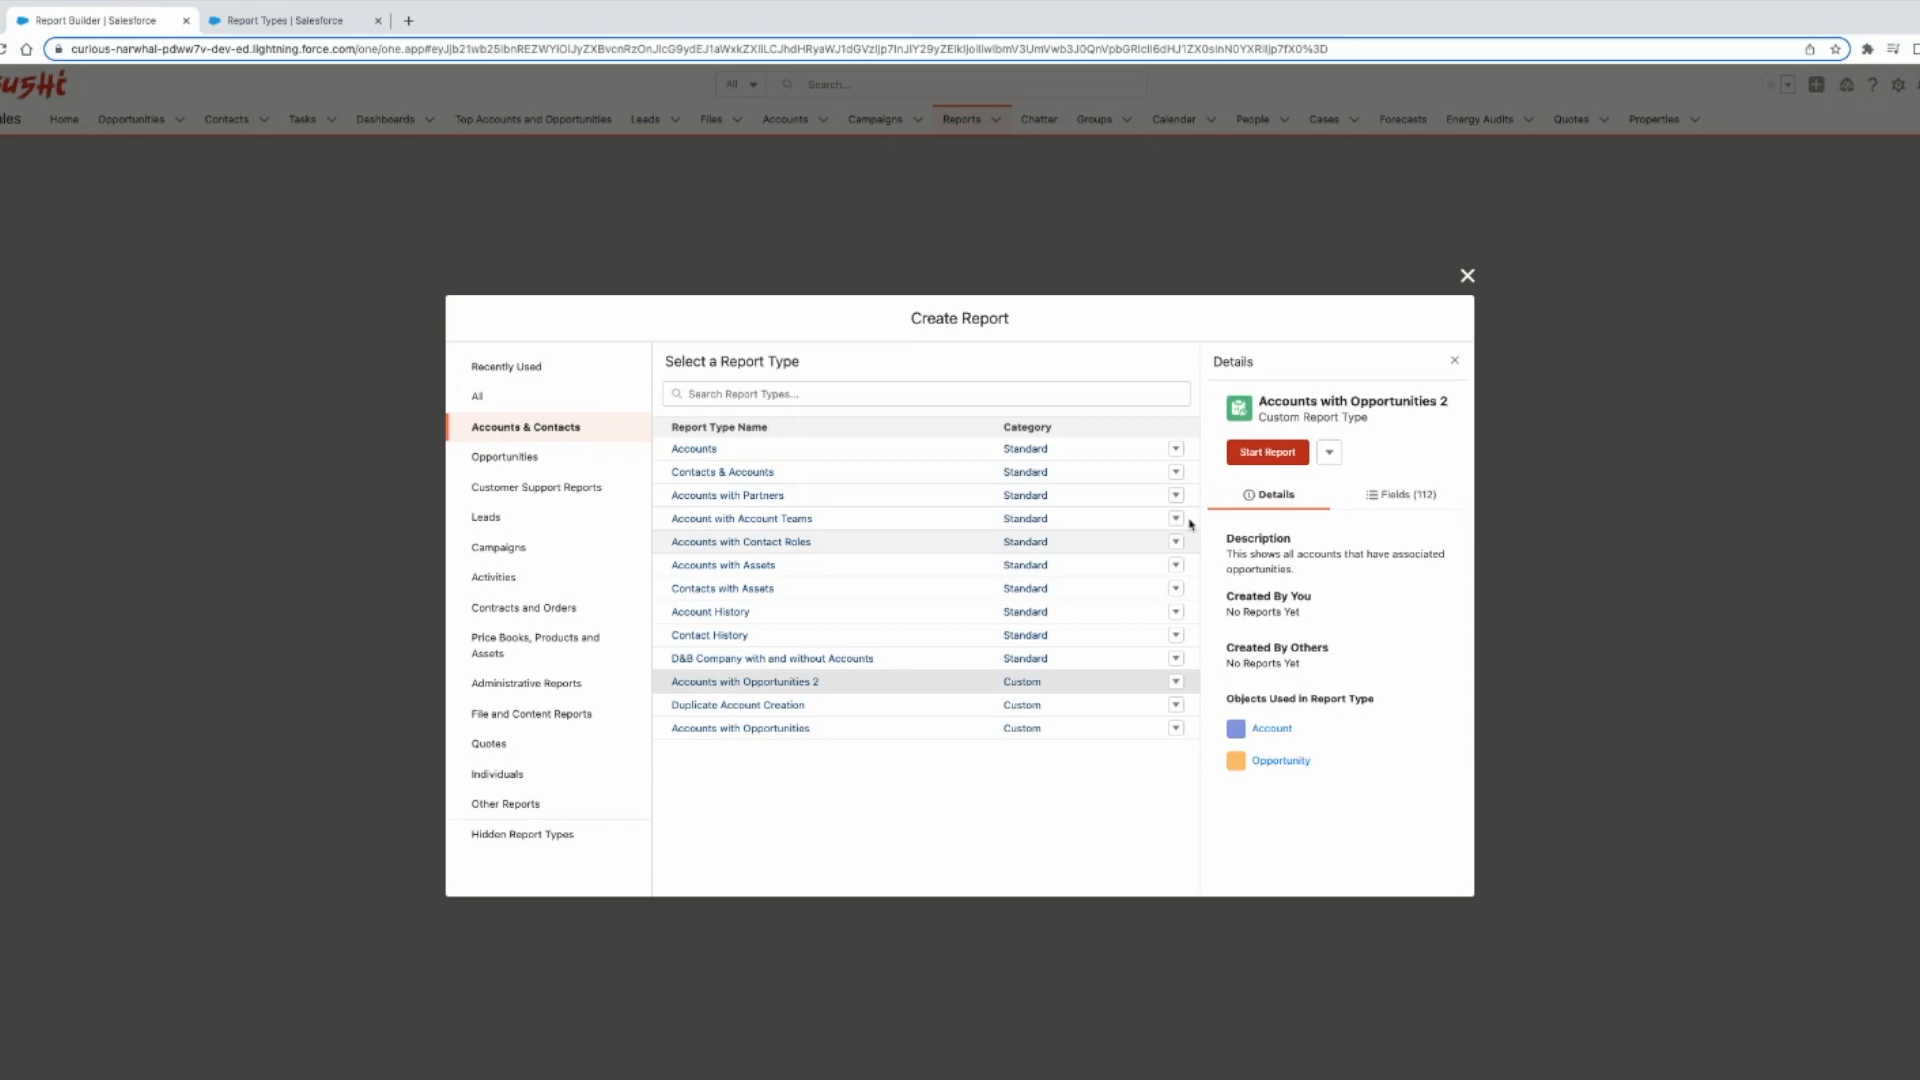 Report Builder | Salesforce
Report Types | Salesforce
All
Search...
Home
Opportunities
Contacts
Tasks
Dashboards
Top Accounts and Opportunities
Leads
Files
Accounts
Campaigns
Reports
Chatter
Groups
Calendar
People
Cases
Forecasts
Energy Audits
Quotes
Properties
Create Report
Recently Used
All
Accounts & Contacts
Opportunities
Customer Support Reports
Leads
Campaigns
Activities
Contracts and Orders
Price Books, Products and
Assets
Administrative Reports
File and Content Reports
Quotes
Individuals
Other Reports
Hidden Report Types
Select a Report Type
Search Report Types...
Report Type Name Category
Accounts Standard
Contacts & Accounts Standard
Accounts with Partners Standard
Account with Account Teams Standard
Accounts with Contact Roles Standard
Accounts with Assets Standard
Contacts with Assets Standard
Account History Standard
Contact History Standard
D&B Company with and without Accounts Standard
Accounts with Opportunities 2 Custom
Duplicate Account Creation Custom
Accounts with Opportunities Custom
Details
Accounts with Opportunities 2
Custom Report Type
Start Report
Details
Fields (112)
Description
This shows all accounts that have associated
opportunities.
Created By You
No Reports Yet
Created By Others
No Reports Yet
Objects Used in Report Type
Account
Opportunity